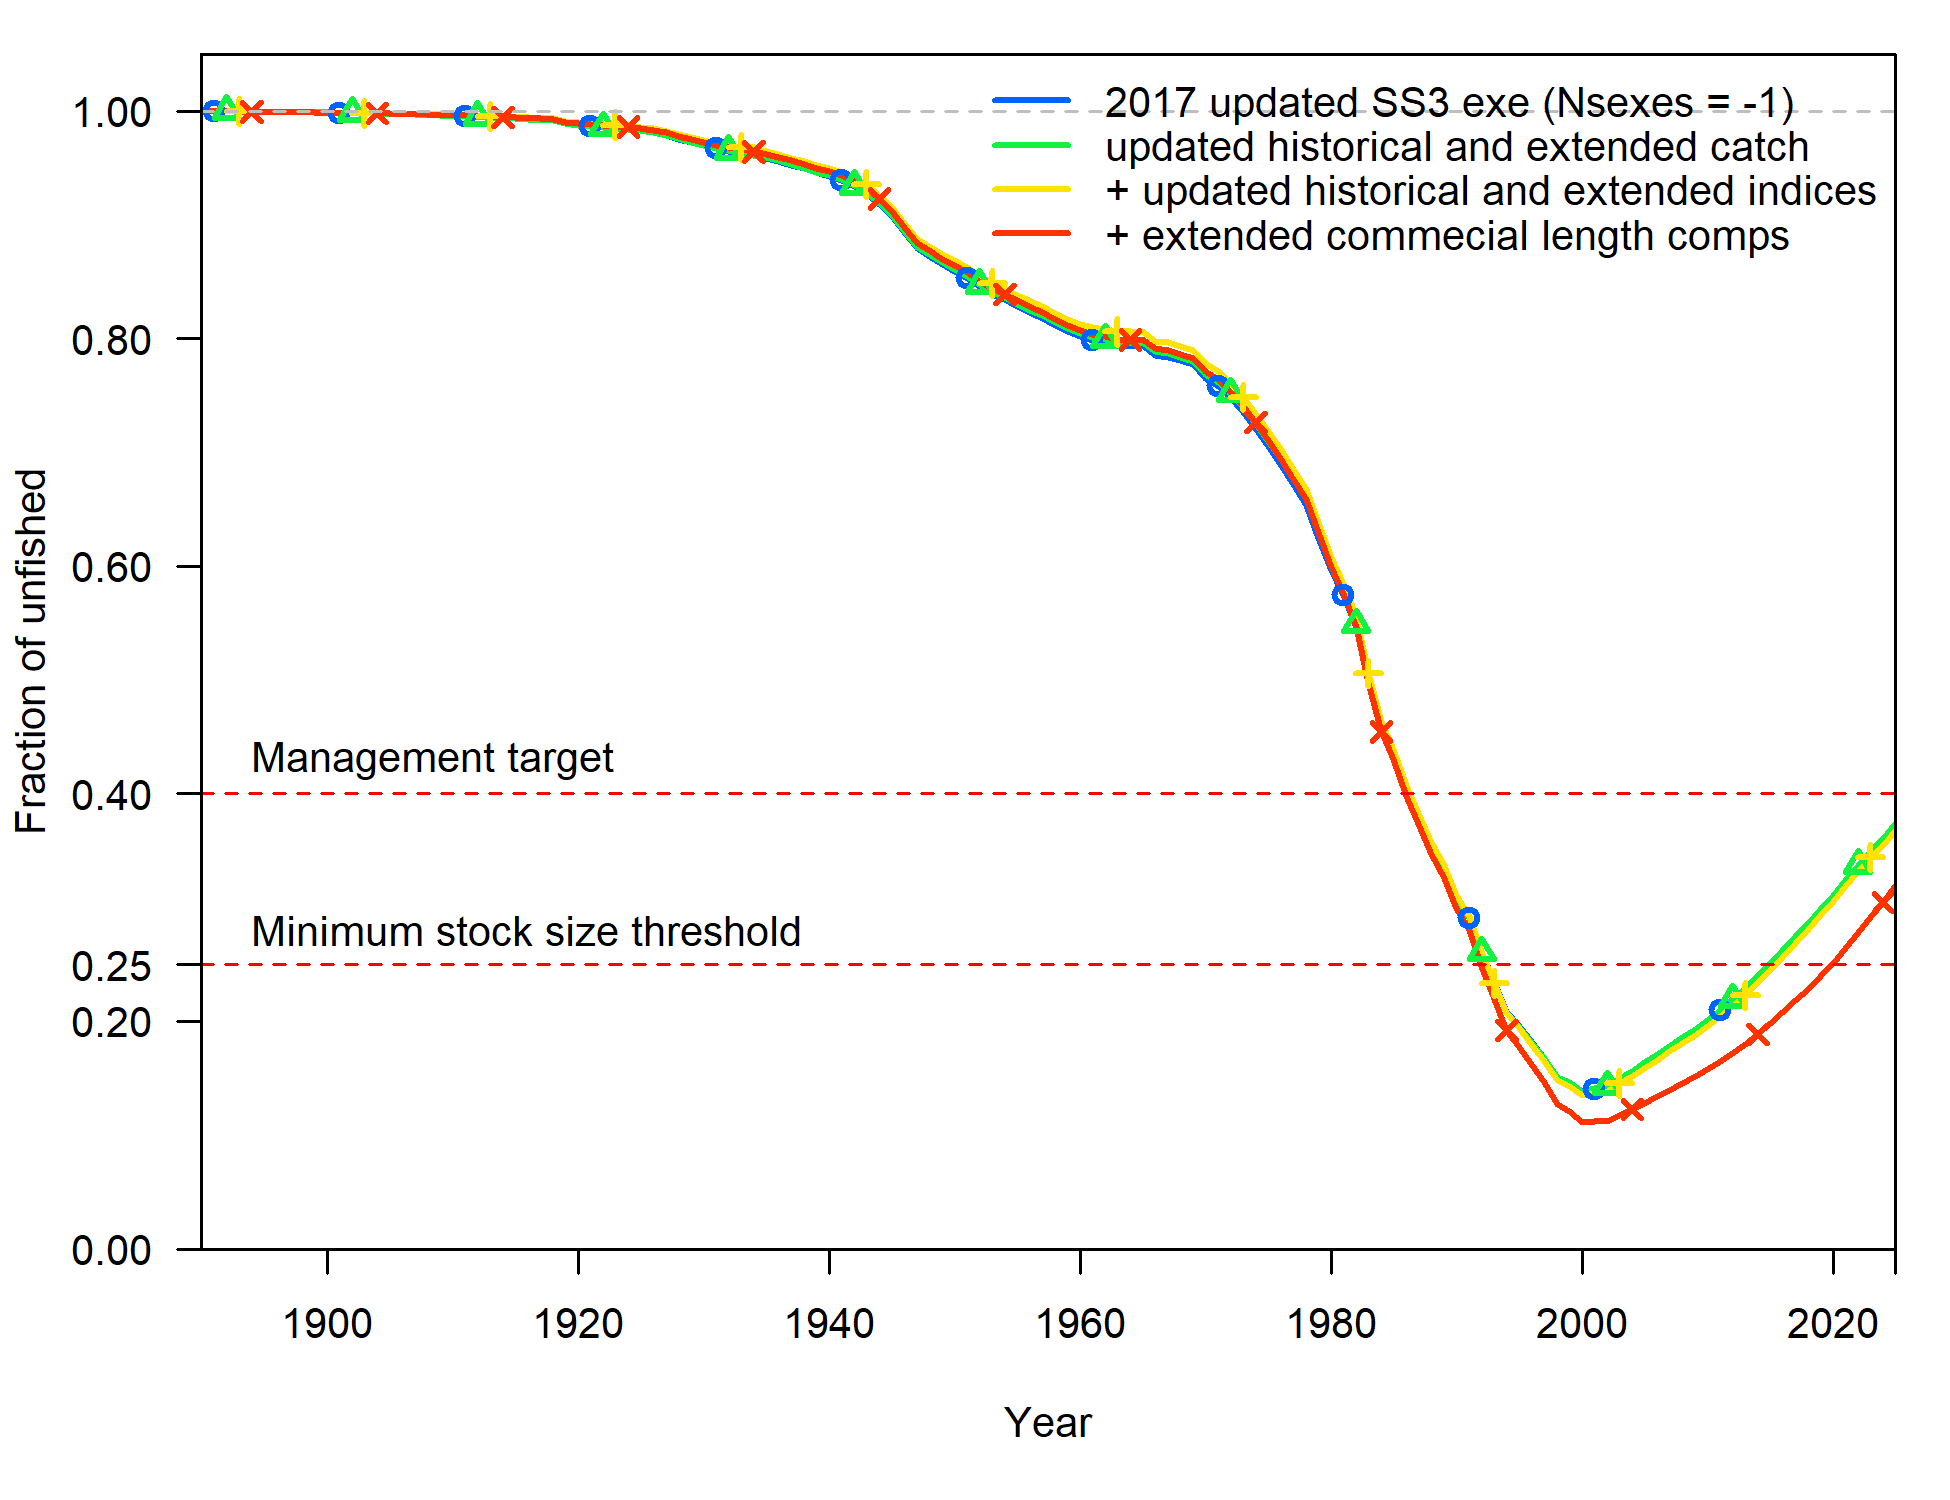 1.00
0.80
0.60
0.40
0.25
0.20
0.00
Fraction of unfished
2017 updated SS3 exe (Nsexes = -1)
updated historical and extended catch
+ updated historical and extended indices
+ extended commecial length comps
Management target
Minimum stock size threshold
1900 1920 1940 1960 1980 2000 2020
Year